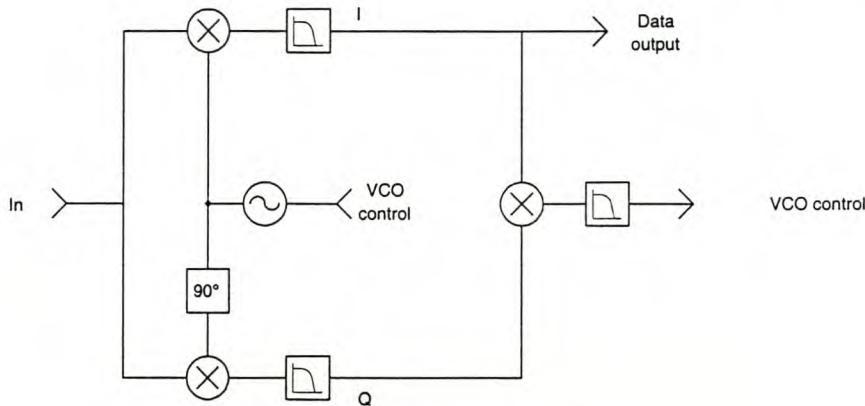 I
Data
output
In
VCO
control
VCO control
90°
Q